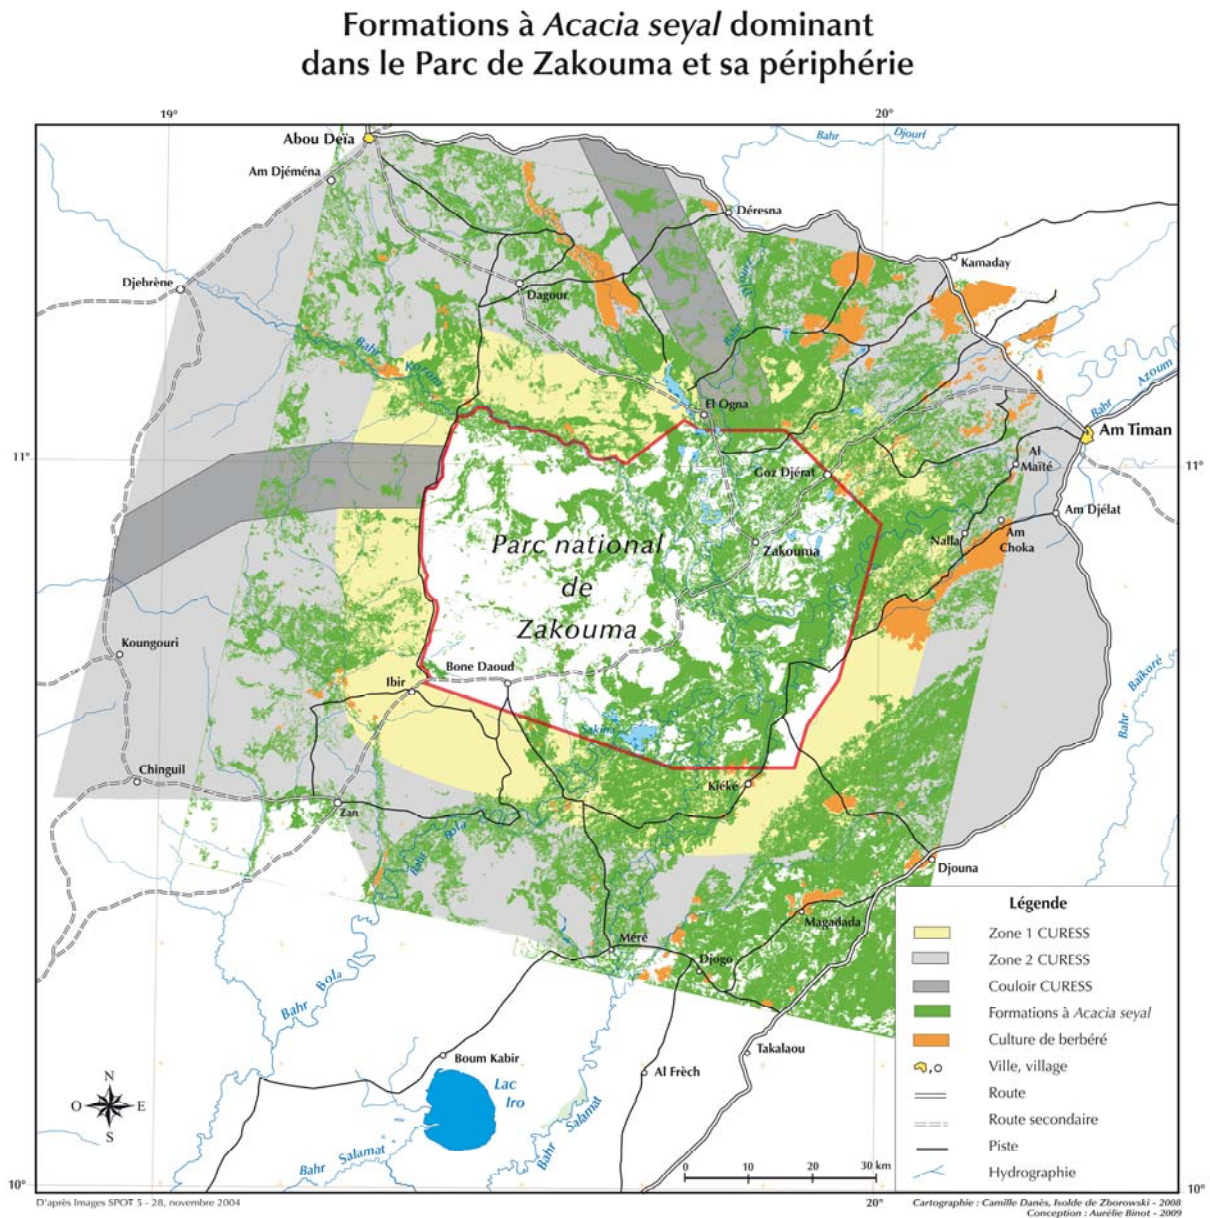 Formations à Acacia seyal dominant
dans le Parc de Zakouma et sa périphérie
19°
20°
Abou Deïa
Bahr
Djourf
Am Djéména
Déresna
Kamaday
Djebrène
Dagour
Bahr
Bahr
Korom
Azoum
Bahr
El Ogna
Am Timan
11°
Goz Djérat
Al
Maïté
11°
Am Djélat
Parc national
de
Zakouma
Zakouma
Nalla
Am
Choka
Koungouri
Bone Daoud
Ibir
Bahr
Baïkoré
Salina
Chinguil
Kiéké
Zan
Bola
Bahr
Djouna
Magadada
Méré
Djogo
Bahr
Bola
Légende
Zone 1 CURESS
Zone 2 CURESS
Couloir CURESS
Formations à Acacia seyal
Culture de berbéré
Ville, village
Route
Route secondaire
Piste
Hydrographie
Takalaou
Boum Kabir
Al Frèch
Lac
Iro
N
O
E
S
Bahr
Salamat
Bahr
Salamat
0 10 20 30 km
10°
10°
20°
D'après Images SPOT 5 - 28, novembre 2004
Cartographie : Camille Danès, Isolde de Zborowski - 2008
Conception : Aurélie Binot - 2009